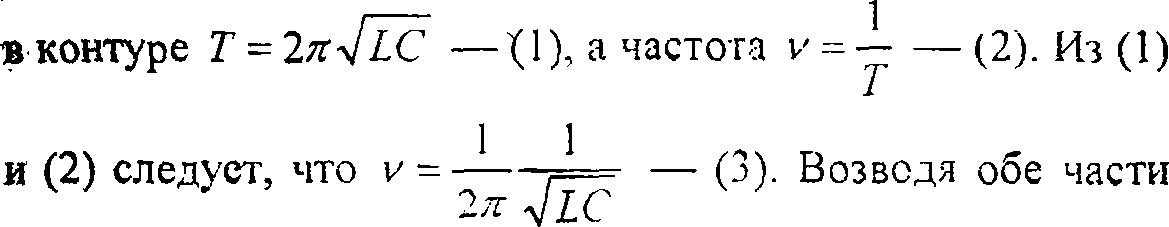 в контуре T = 2π√LC — (1), а частота ν = 1/T — (2). Из (1)
и (2) следует, что ν = 1/2π 1/√LC — (3). Возводя обе части